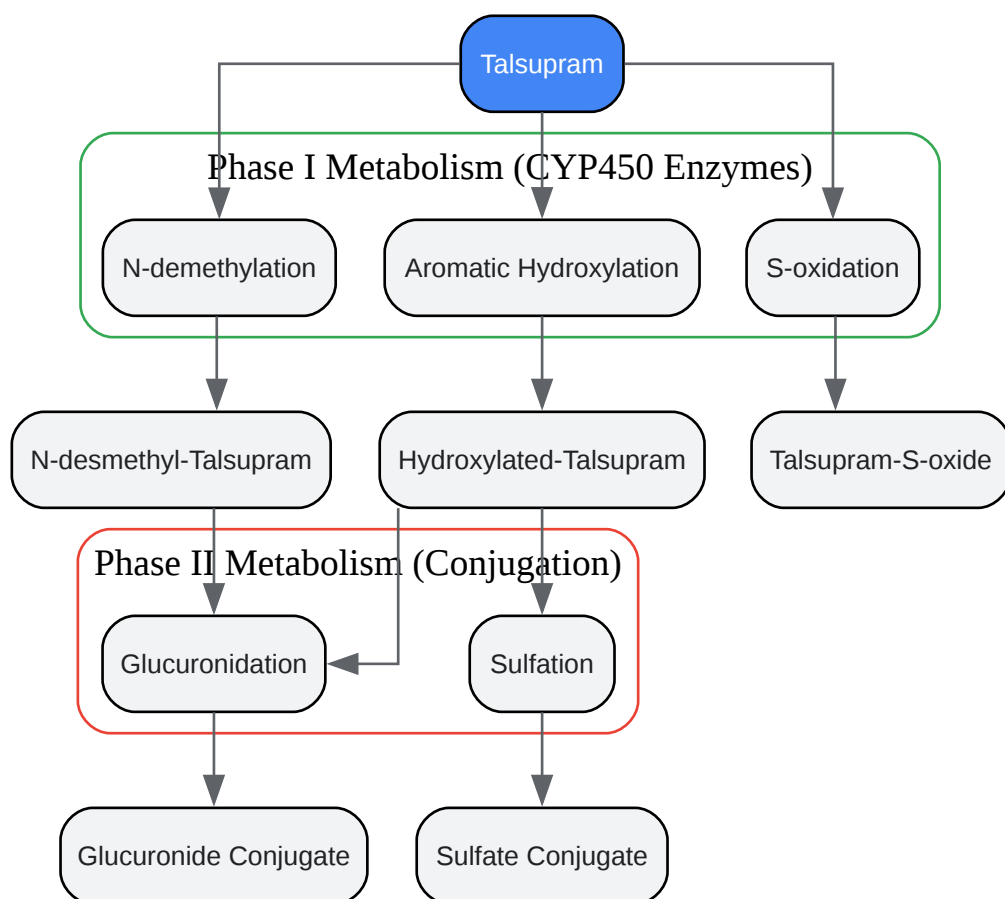 Talsupram
Phase I Metabolism (CYP450 Enzymes)
N-demethylation
Aromatic Hydroxylation
S-oxidation
N-desmethyl-Talsupram
Hydroxylated-Talsupram
Talsupram-S-oxide
Phase II Metabolism (Conjugation)
Glucuronidation
Sulfation
Glucuronide Conjugate
Sulfate Conjugate